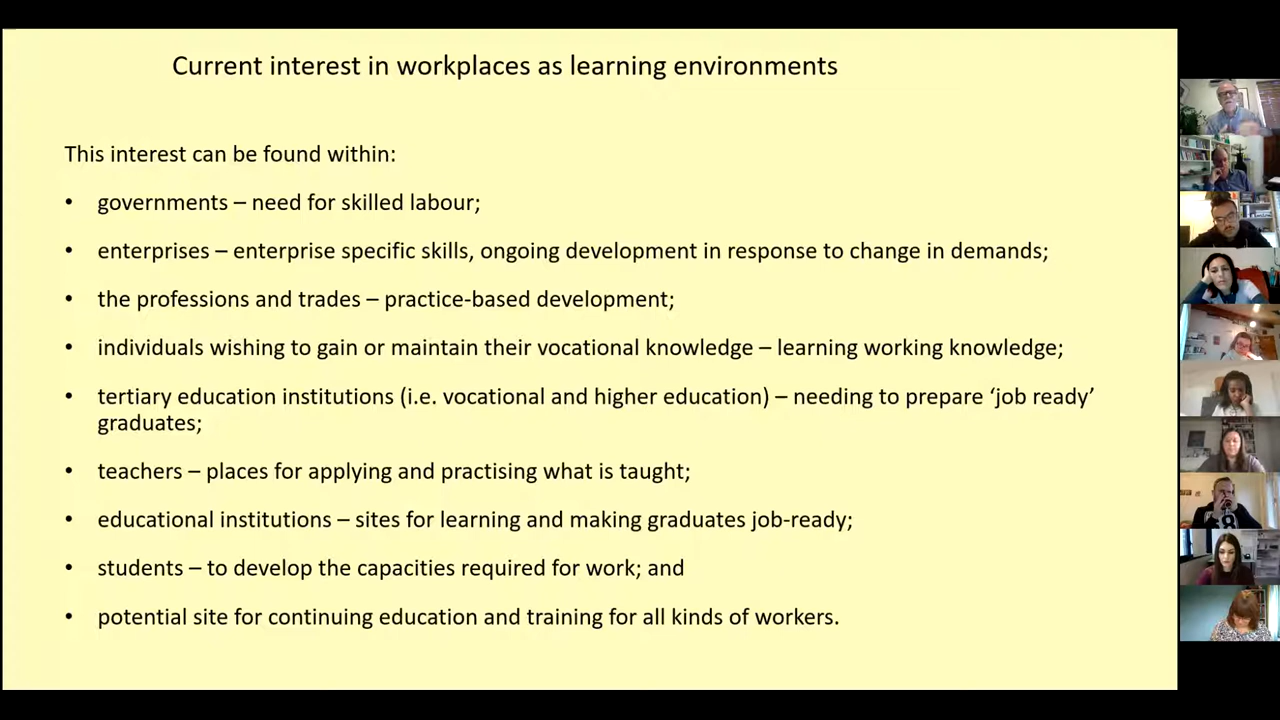 Current interest in workplaces as learning environments
This interest can be found within:
• governments – need for skilled labour;
• enterprises – enterprise specific skills, ongoing development in response to change in demands;
• the professions and trades – practice-based development;
• individuals wishing to gain or maintain their vocational knowledge – learning working knowledge;
• tertiary education institutions (i.e. vocational and higher education) – needing to prepare ‘job ready’
graduates;
• teachers – places for applying and practising what is taught;
• educational institutions – sites for learning and making graduates job-ready;
• students – to develop the capacities required for work; and
• potential site for continuing education and training for all kinds of workers.